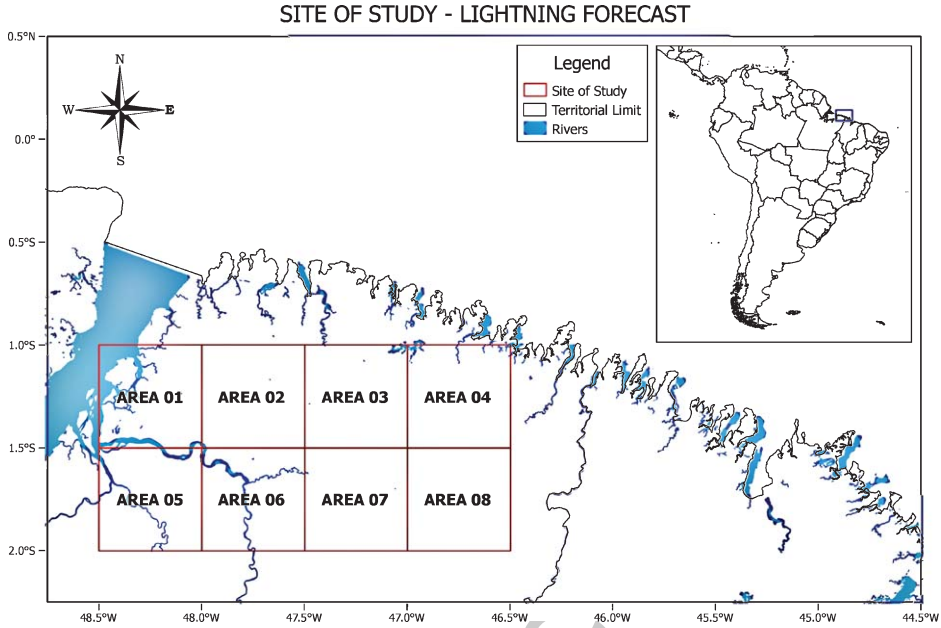 SITE OF STUDY - LIGHTNING FORECAST
0.5°N
N
W
E
S
Legend
Site of Study
Territorial Limit
Rivers
0.0°
0.5°S
1.0°S
AREA 01
AREA 02
AREA 03
AREA 04
1.5°S
AREA 05
AREA 06
AREA 07
AREA 08
2.0°S
48.5°W
48.0°W
47.5°W
47.0°W
46.5°W
46.0°W
45.5°W
45.0°W
44.5°W